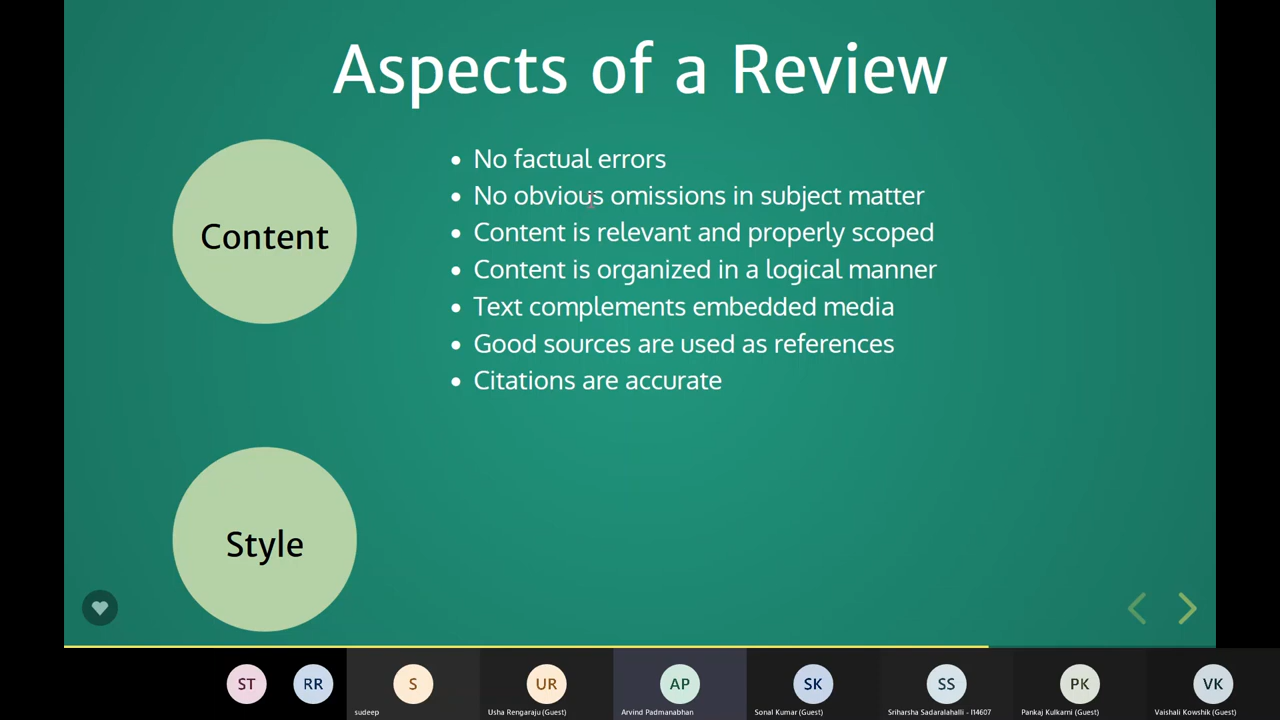 Aspects of a Review
Content
No factual errors
No obvious omissions in subject matter
Content is relevant and properly scoped
Content is organized in a logical manner
Text complements embedded media
Good sources are used as references
Citations are accurate
Style
ST
RR
S
UR
AP
SK
SS
PK
VK
sudeep
Usha Rengaraju (Guest)
Arvind Padmanabhan
Sonal Kumar (Guest)
Sriharsha Sadaralahalli - I14607
Pankaj Kulkarni (Guest)
Vaishali Kowshik (Guest)